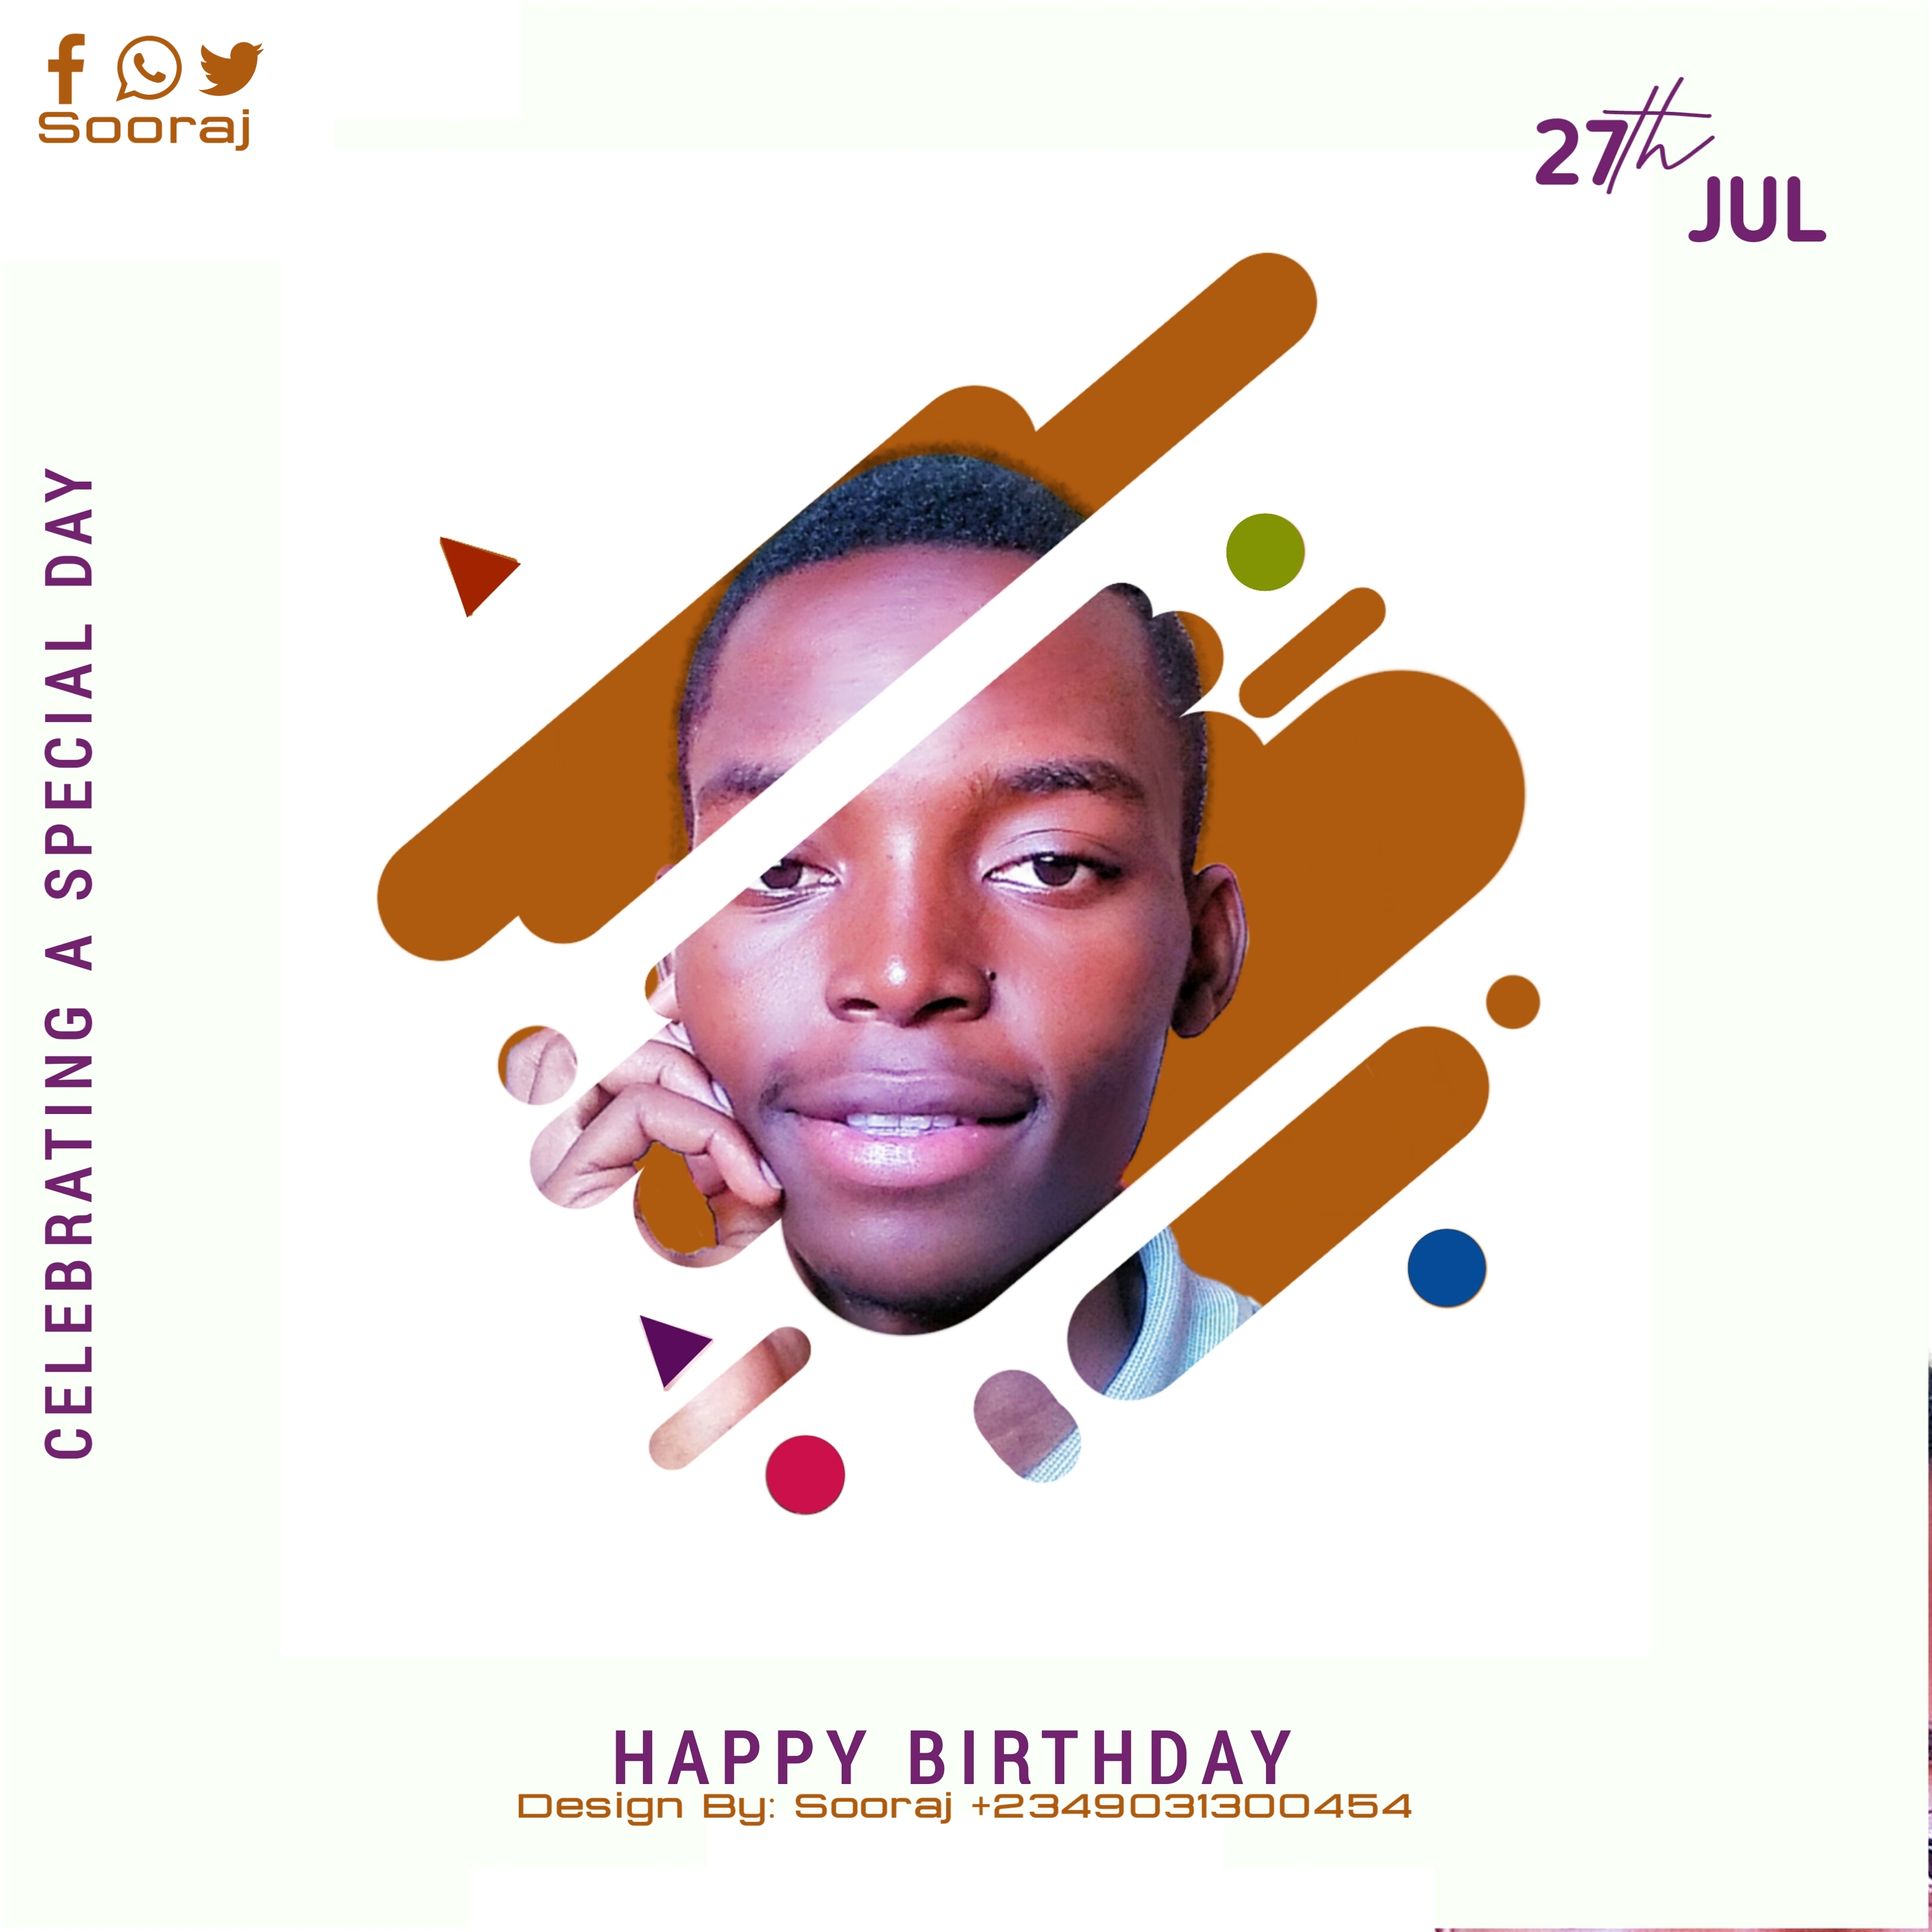 Sooraj
27th
JUL
CELEBRATING A SPECIAL DAY
HAPPY BIRTHDAY
Design By: Sooraj +2349031300454